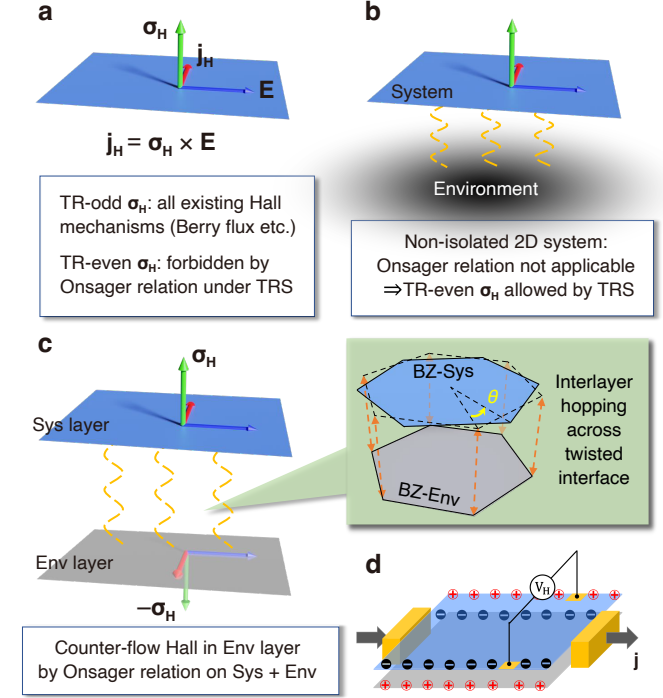 a
σH
jH
E
jH = σH × E
TR-odd σH: all existing Hall
mechanisms (Berry flux etc.)
TR-even σH: forbidden by
Onsager relation under TRS
b
System
Environment
Non-isolated 2D system:
Onsager relation not applicable
⇒TR-even σH allowed by TRS
c
σH
Sys layer
Env layer
−σH
Counter-flow Hall in Env layer
by Onsager relation on Sys + Env
BZ-Sys
θ
BZ-Env
Interlayer
hopping
across
twisted
interface
d
VH
+ + + + + + + +
− − − − − − − −
j
− − − − − − − −
+ + + + + + + +